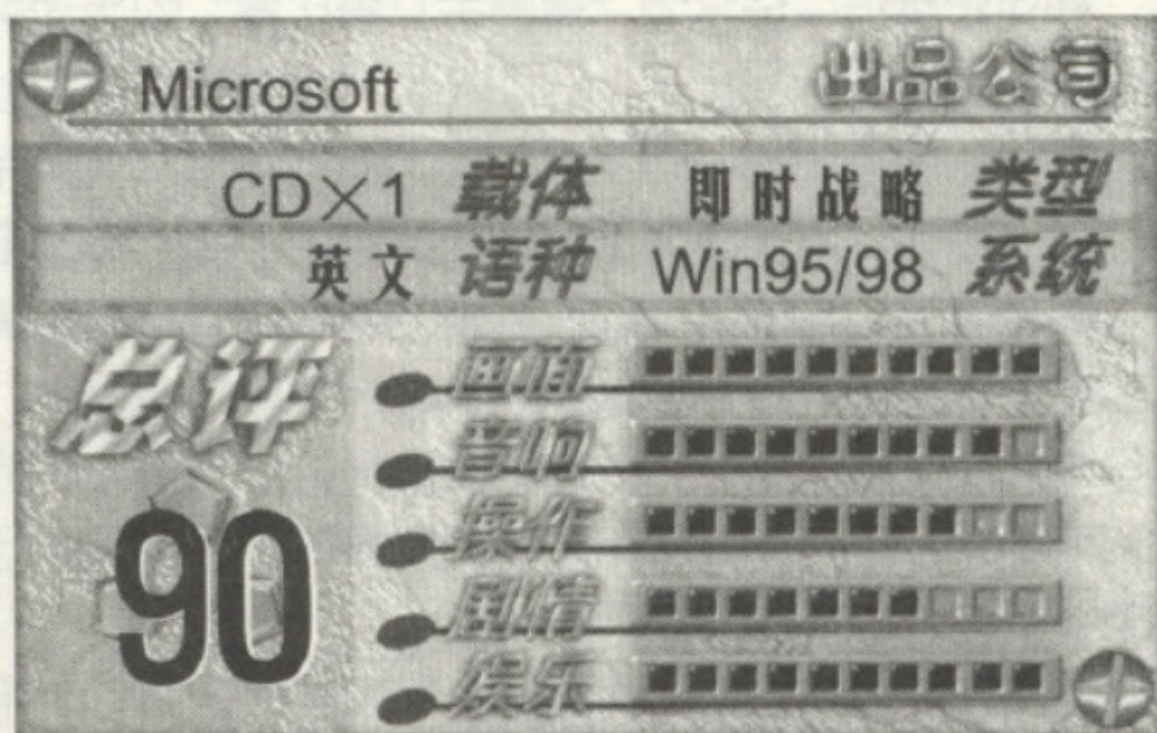 Microsoft 出品公司
CD×1 载体 即时战略 类型
英文 语种 Win95/98 系统
总评
90
画面
音响
操作
剧情
娱乐